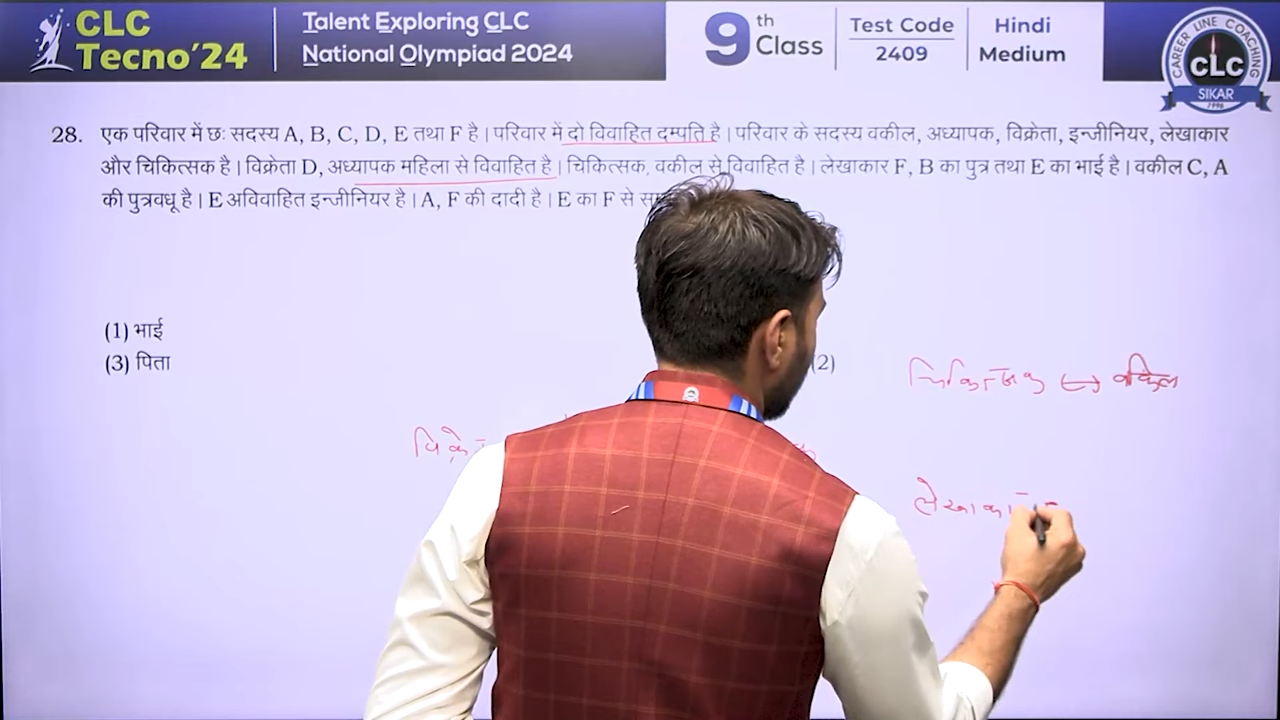 CLC
Tecno'24
Talent Exploring CLC
National Olympiad 2024
9th Class
Test Code
2409
Hindi
Medium
CAREER LINE COACHING
CLC
SIKAR
1996
28. एक परिवार में छः सदस्य A, B, C, D, E तथा F है। परिवार में दो विवाहित दम्पति है। परिवार के सदस्य वकील, अध्यापक, विक्रेता, इन्जीनियर, लेखाकार
और चिकित्सक है। विक्रेता D, अध्यापक महिला से विवाहित है। चिकित्सक, वकील से विवाहित है। लेखाकार F, B का पुत्र तथा E का भाई है। वकील C, A
की पुत्रवधू है। E अविवाहित इन्जीनियर है। A, F की दादी है। E का F से
(1) भाई
(2)
(3) पिता
चिकित्सक ↔ वकिल